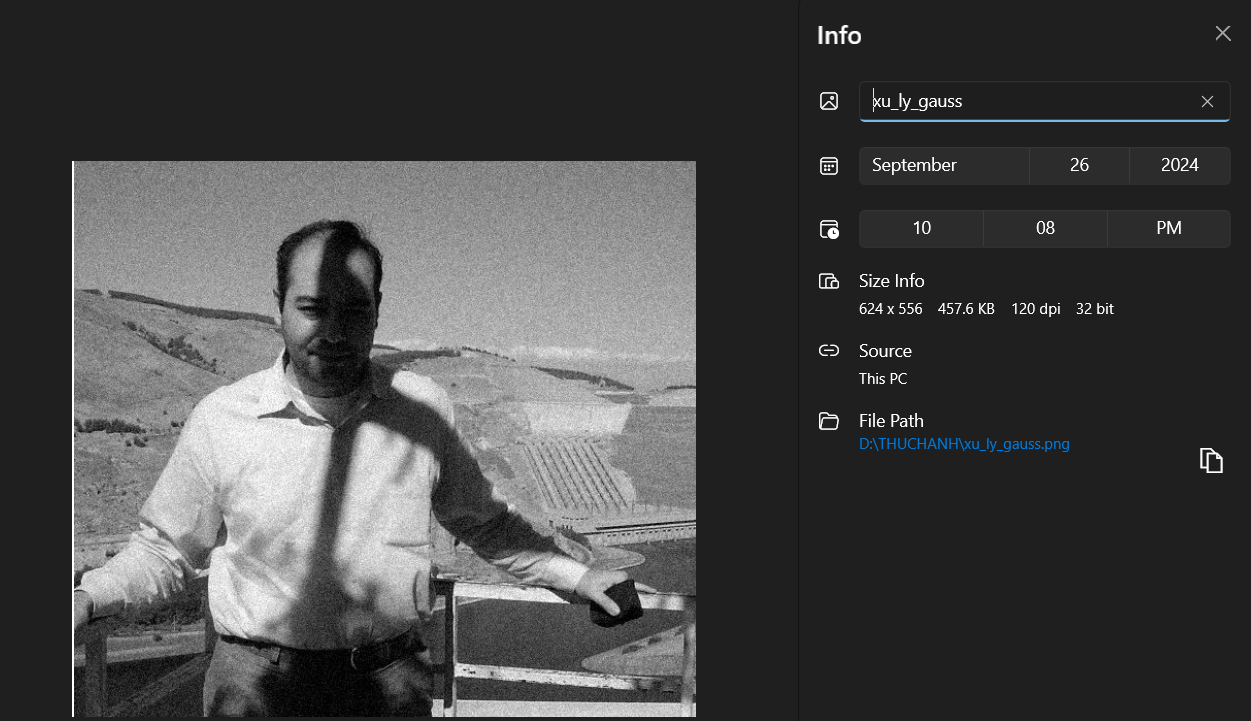 Info
xu_ly_gauss
September 26 2024
10 08 PM
Size Info
624 x 556 457.6 KB 120 dpi 32 bit
Source
This PC
File Path
D:\THUCHANH\xu_ly_gauss.png